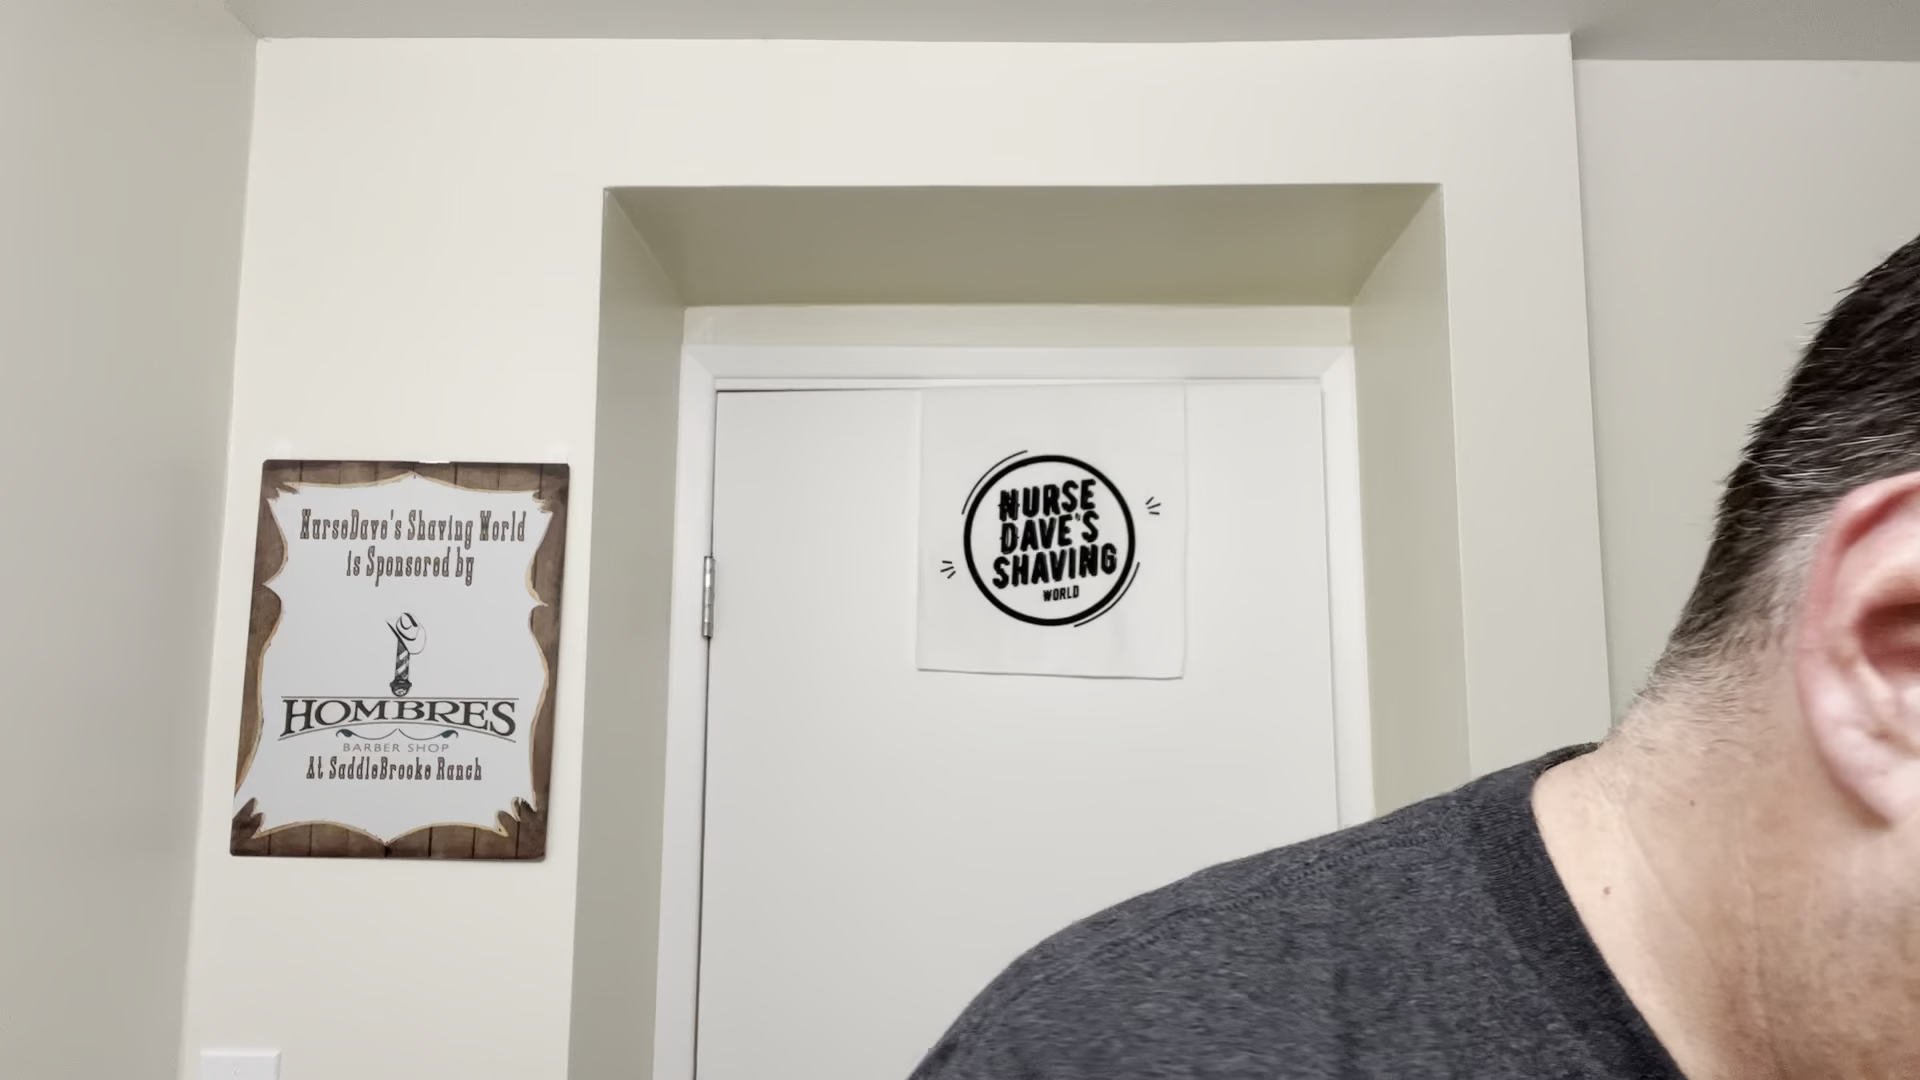 NurseDave's Shaving World
is Sponsored by
HOMBRES
BARBER SHOP
At SaddleBrooke Ranch
NURSE
DAVE'S
SHAVING
WORLD